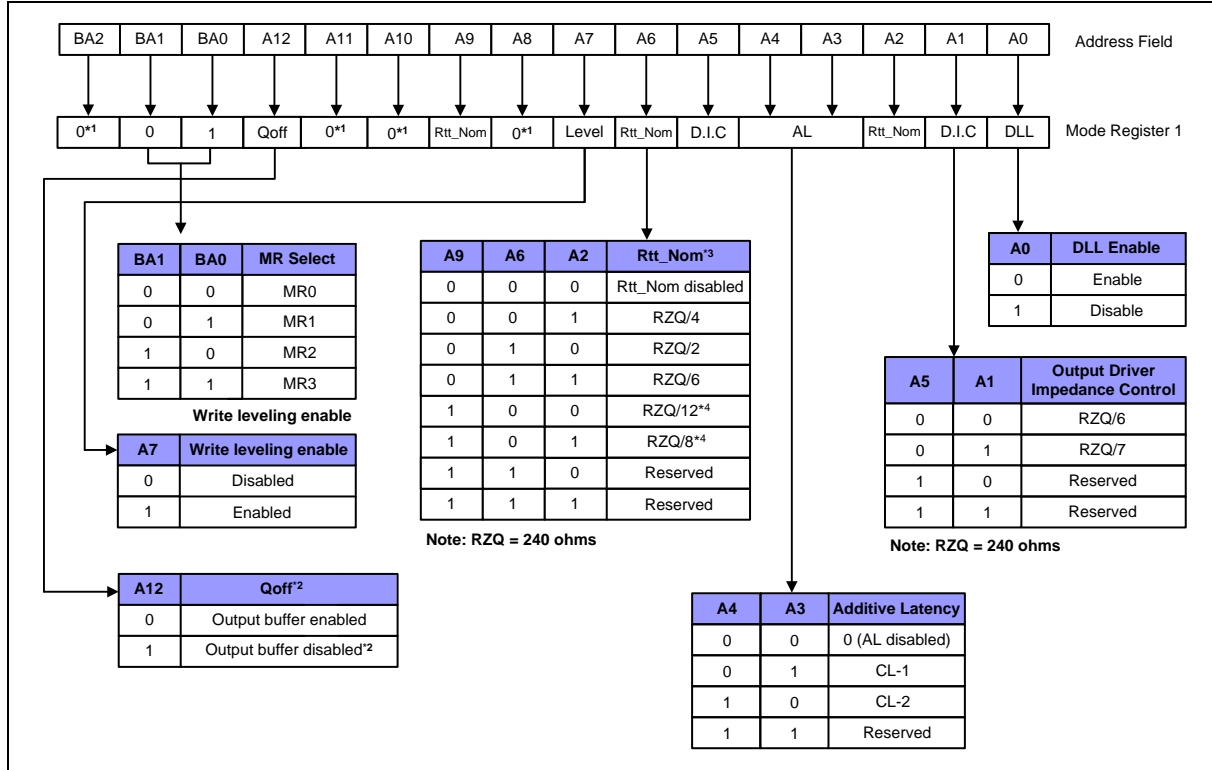 BA2 BA1 BA0 A12 A11 A10 A9 A8 A7 A6 A5 A4 A3 A2 A1 A0 Address Field
0*1 0 1 Qoff 0*1 0*1 Rtt_Nom 0*1 Level Rtt_Nom D.I.C AL Rtt_Nom D.I.C DLL Mode Register 1
BA1 BA0 MR Select
0 0 MR0
0 1 MR1
1 0 MR2
1 1 MR3
Write leveling enable
A7 Write leveling enable
0 Disabled
1 Enabled
A12 Qoff*2
0 Output buffer enabled
1 Output buffer disabled*2
A9 A6 A2 Rtt_Nom*3
0 0 0 Rtt_Nom disabled
0 0 1 RZQ/4
0 1 0 RZQ/2
0 1 1 RZQ/6
1 0 0 RZQ/12*4
1 0 1 RZQ/8*4
1 1 0 Reserved
1 1 1 Reserved
Note: RZQ = 240 ohms
A0 DLL Enable
0 Enable
1 Disable
A5 A1 Output Driver
Impedance Control
0 0 RZQ/6
0 1 RZQ/7
1 0 Reserved
1 1 Reserved
Note: RZQ = 240 ohms
A4 A3 Additive Latency
0 0 0 (AL disabled)
0 1 CL-1
1 0 CL-2
1 1 Reserved